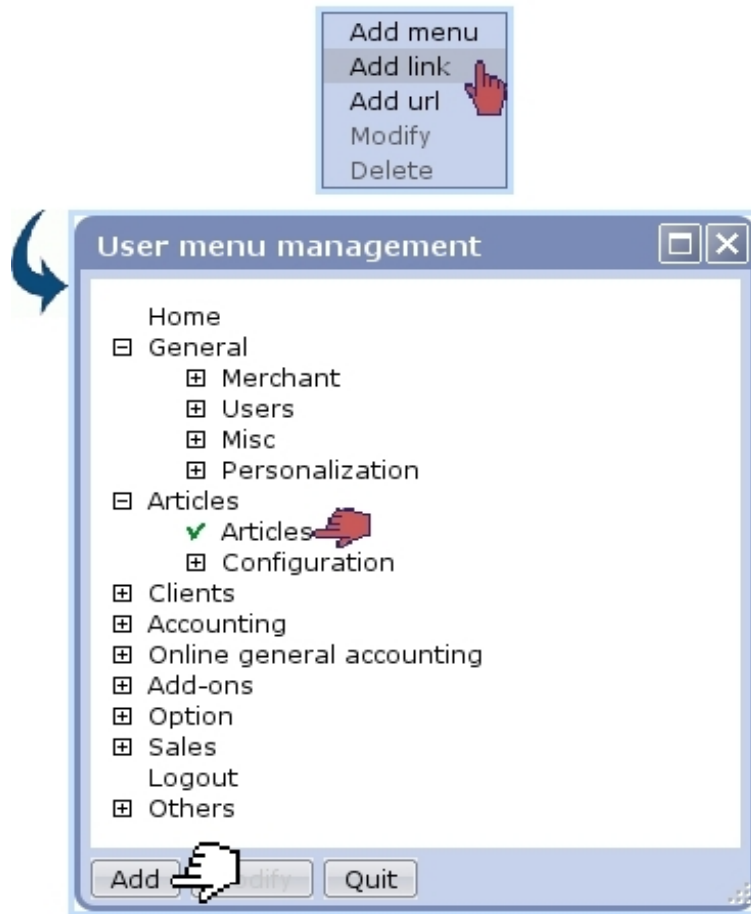 Add menu
Add link
Add url
Modify
Delete
User menu management
Home
General
Merchant
Users
Misc
Personalization
Articles
Articles
Configuration
Clients
Accounting
Online general accounting
Add-ons
Option
Sales
Logout
Others
Add Modify Quit